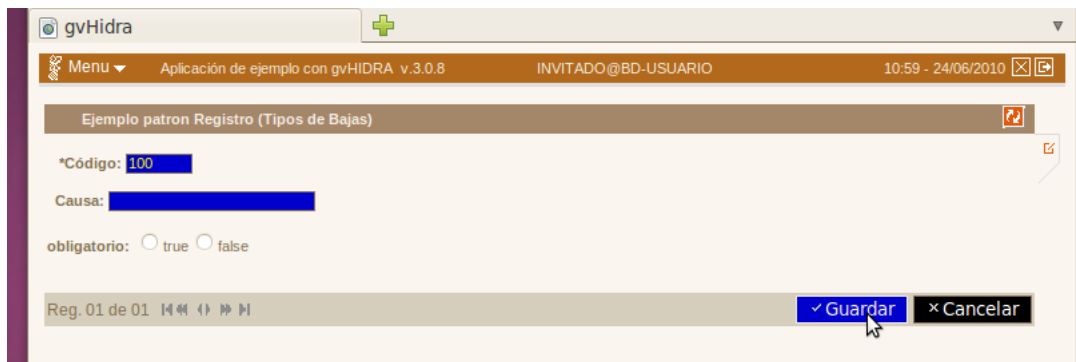 gvHidra
Menu Aplicación de ejemplo con gvHIDRA v.3.0.8 INVITADO@BD-USUARIO 10:59 - 24/06/2010
Ejemplo patron Registro (Tipos de Bajas)
*Código: 100
Causa:
obligatorio: true false
Reg. 01 de 01 Guardar Cancelar